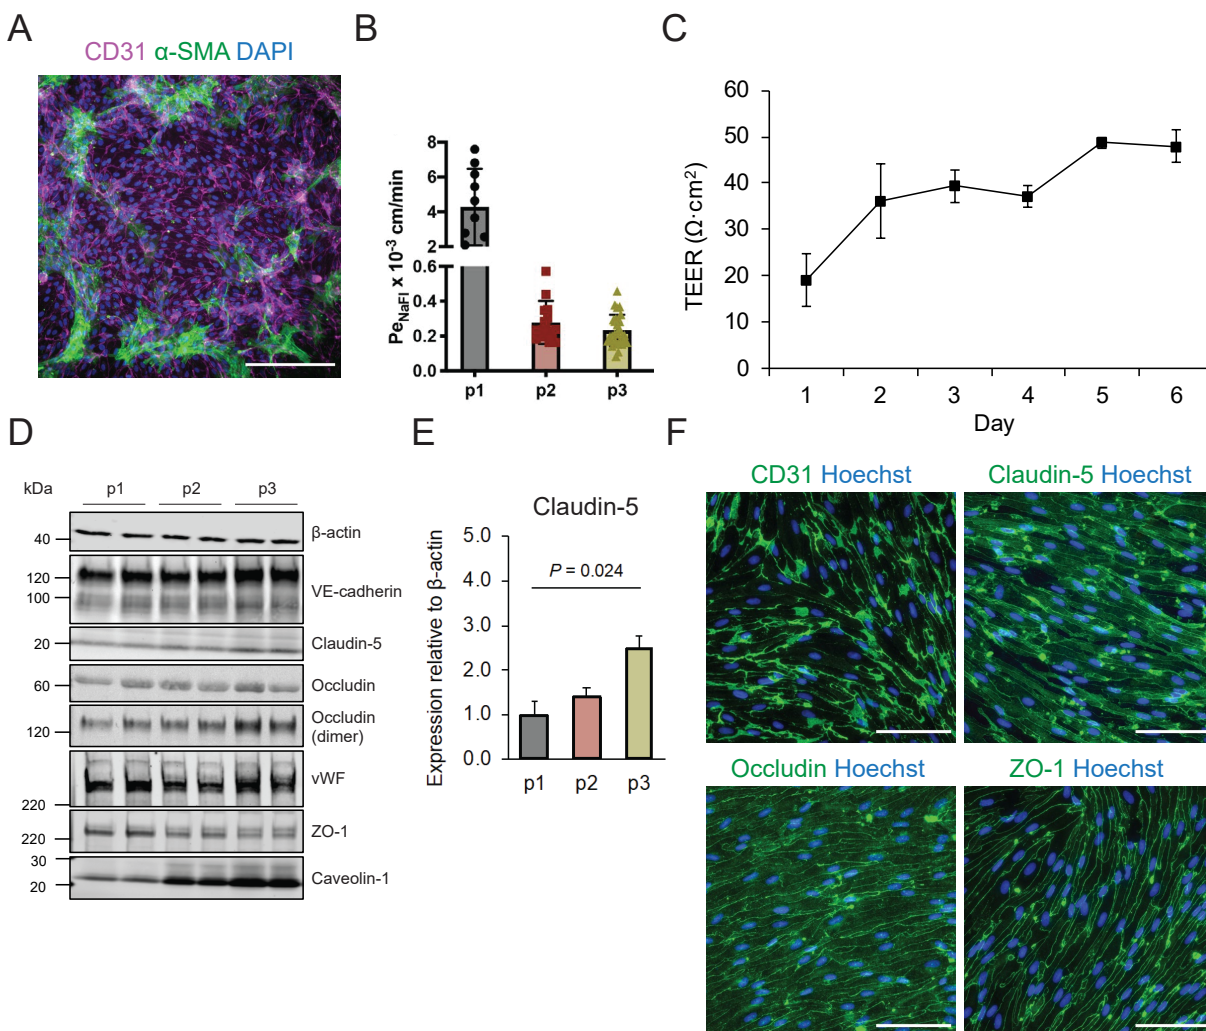 A
CD31 α-SMA DAPI
B
Pe_NaFl x 10⁻³ cm/min
8
6
4
2
0.6
0.4
0.2
0.0
p1 p2 p3
C
TEER (Ω·cm²)
60
50
40
30
20
10
0
1 2 3 4 5 6
Day
D
kDa p1 p2 p3
40 β-actin
120
100
VE-cadherin
20 Claudin-5
60 Occludin
120 Occludin
(dimer)
220 vWF
220 ZO-1
30
20
Caveolin-1
E
Claudin-5
Expression relative to β-actin
5.0
4.0
3.0
2.0
1.0
0.0
P = 0.024
p1 p2 p3
F
CD31 Hoechst
Claudin-5 Hoechst
Occludin Hoechst
ZO-1 Hoechst